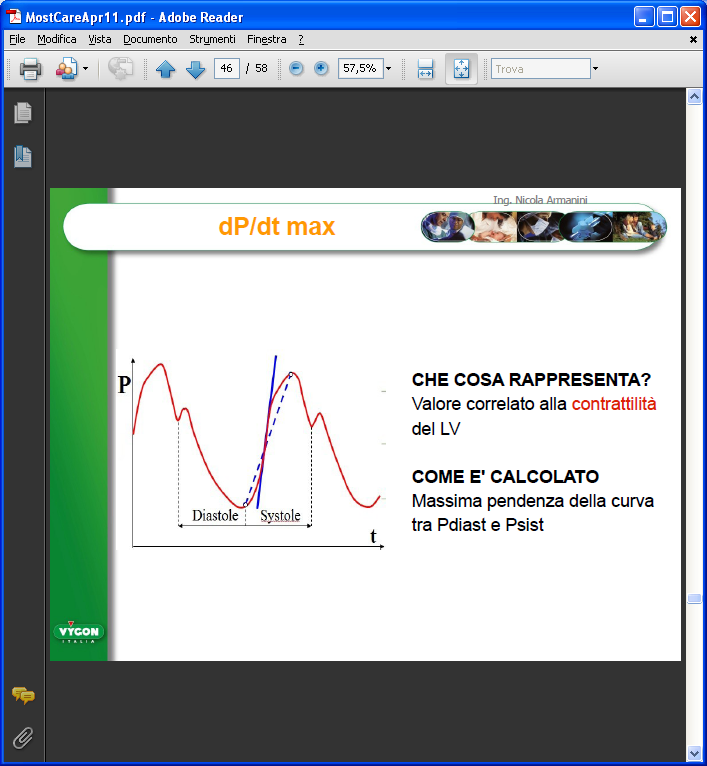 MostCareApr11.pdf - Adobe Reader
File Modifica Vista Documento Strumenti Finestra ?
46 / 58 57,5% Trova
Ing. Nicola Armanini
dP/dt max
P
Diastole Systole
t
CHE COSA RAPPRESENTA?
Valore correlato alla contrattilità
del LV
COME E' CALCOLATO
Massima pendenza della curva
tra Pdiast e Psist
VYGON
ITALIA